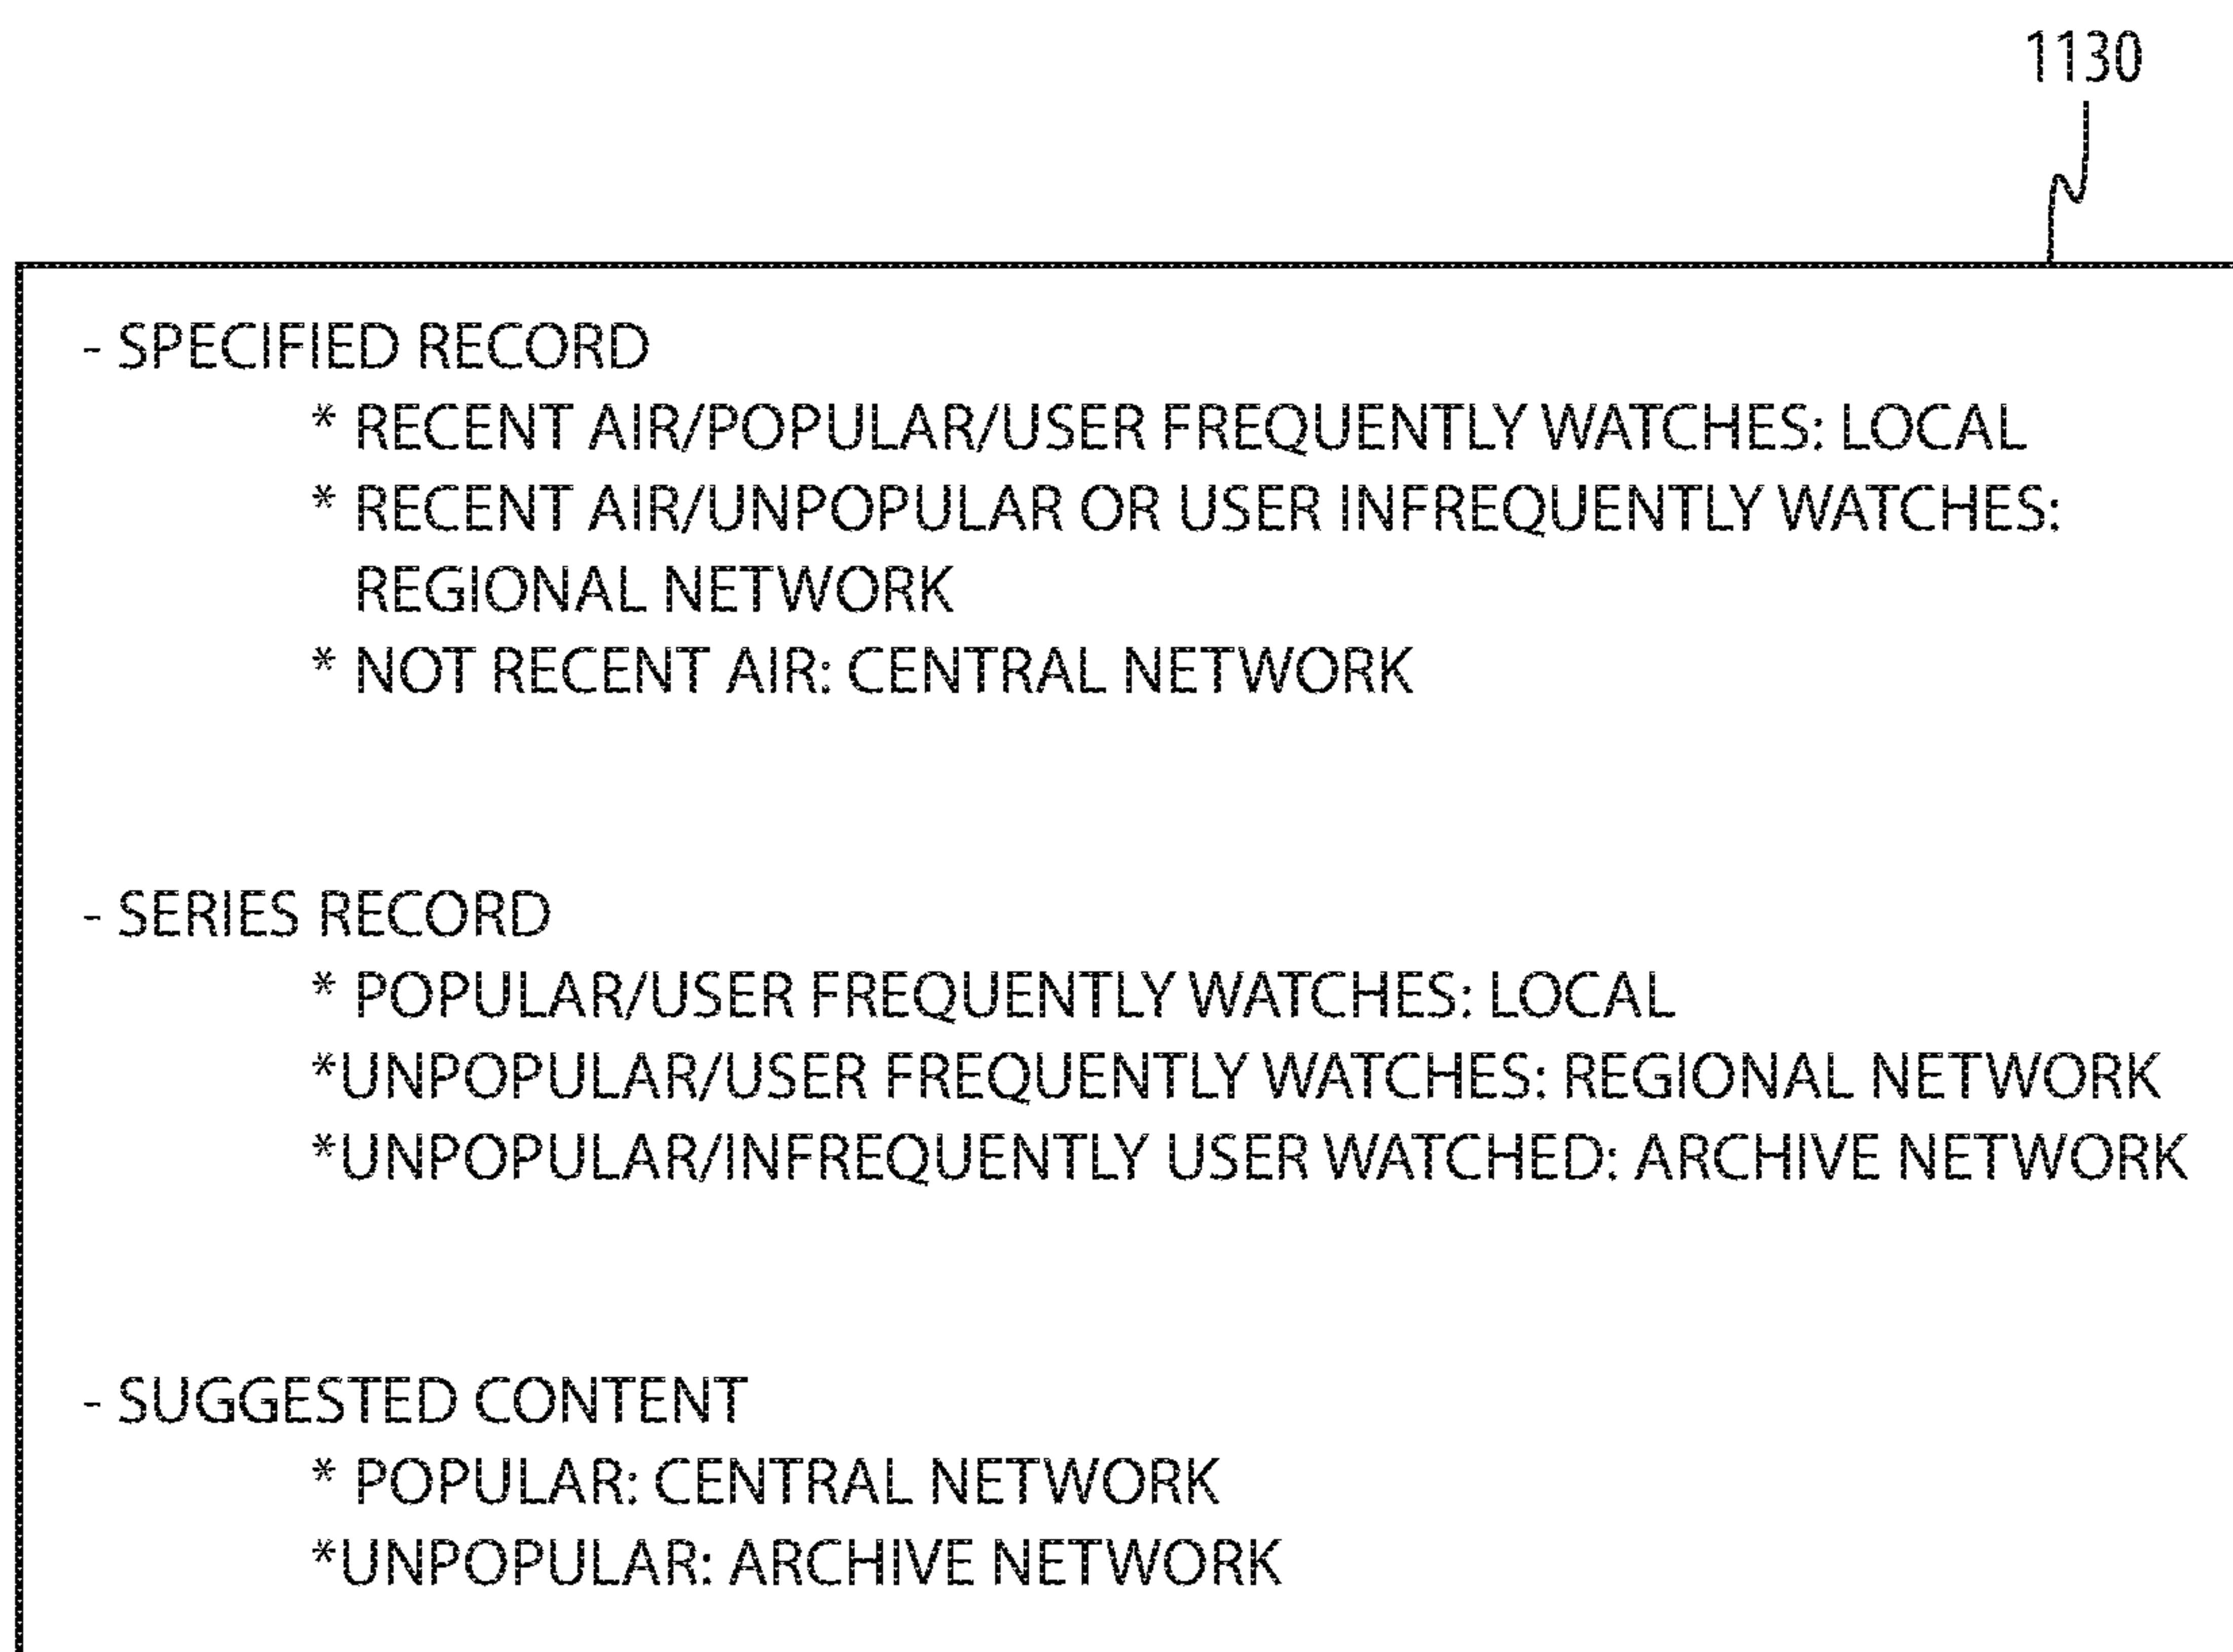 1130
- SPECIFIED RECORD
* RECENT AIR/POPULAR/USER FREQUENTLY WATCHES: LOCAL
* RECENT AIR/UNPOPULAR OR USER INFREQUENTLY WATCHES:
REGIONAL NETWORK
* NOT RECENT AIR: CENTRAL NETWORK
- SERIES RECORD
* POPULAR/USER FREQUENTLY WATCHES: LOCAL
*UNPOPULAR/USER FREQUENTLY WATCHES: REGIONAL NETWORK
*UNPOPULAR/INFREQUENTLY USER WATCHED: ARCHIVE NETWORK
- SUGGESTED CONTENT
* POPULAR: CENTRAL NETWORK
*UNPOPULAR: ARCHIVE NETWORK